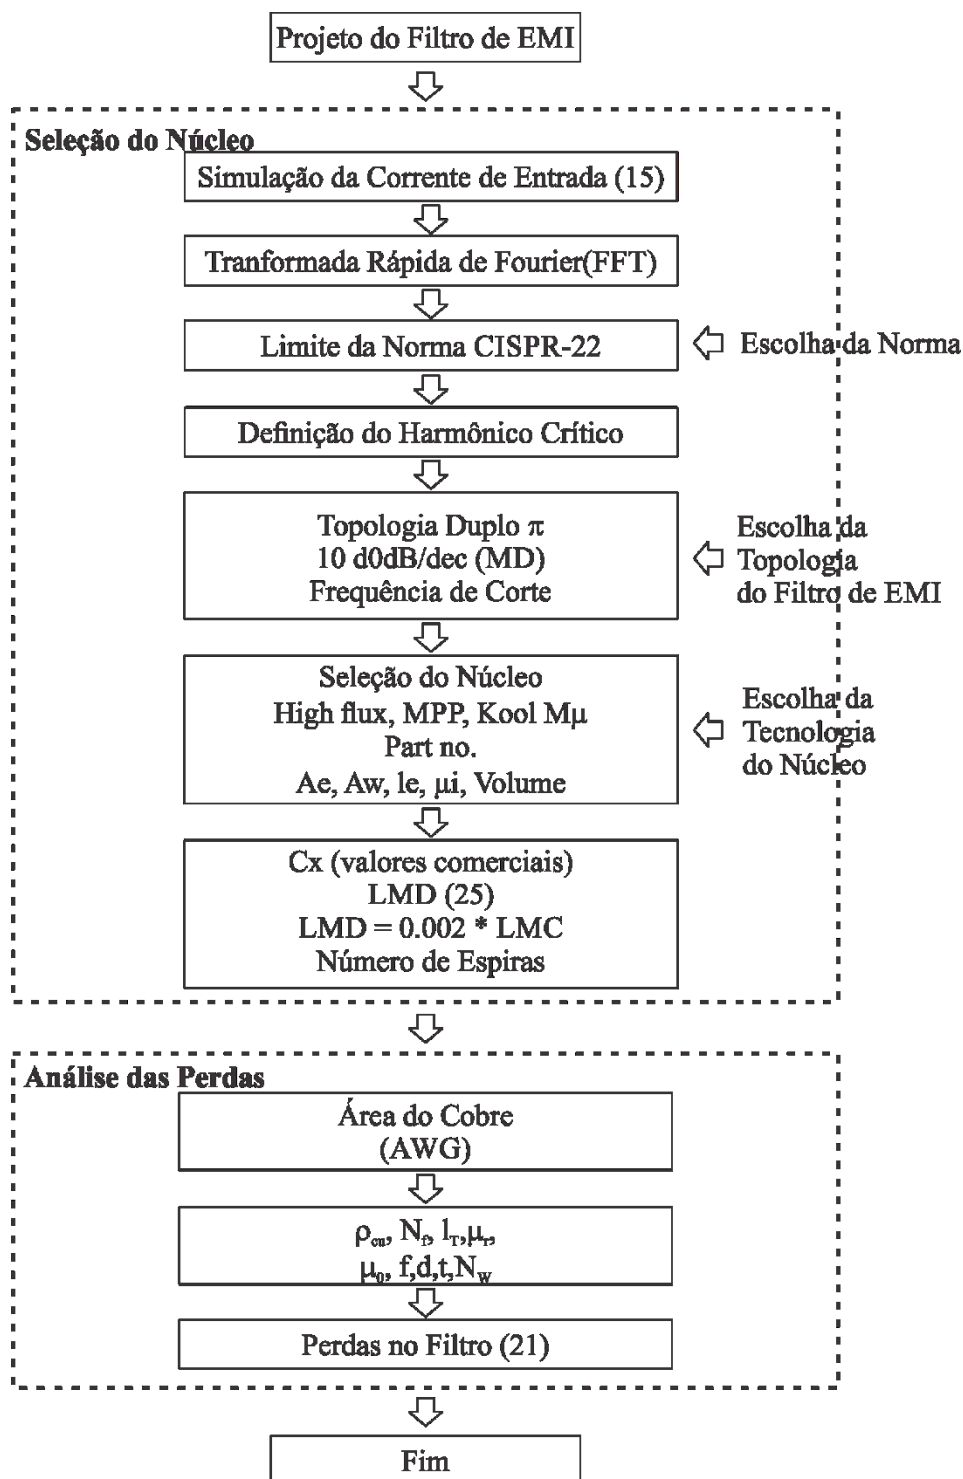 Projeto do Filtro de EMI
Seleção do Núcleo
Simulação da Corrente de Entrada (15)
Tranformada Rápida de Fourier(FFT)
Limite da Norma CISPR-22
Escolha da Norma
Definição do Harmônico Crítico
Topologia Duplo π
10 d0dB/dec (MD)
Frequência de Corte
Escolha da
Topologia
do Filtro de EMI
Seleção do Núcleo
High flux, MPP, Kool Mμ
Part no.
Ae, Aw, le, μi, Volume
Escolha da
Tecnologia
do Núcleo
Cx (valores comerciais)
LMD (25)
LMD = 0.002 * LMC
Número de Espiras
Análise das Perdas
Área do Cobre
(AWG)
ρcu, Nf, lT,μr,
μ0, f,d,t,NW
Perdas no Filtro (21)
Fim